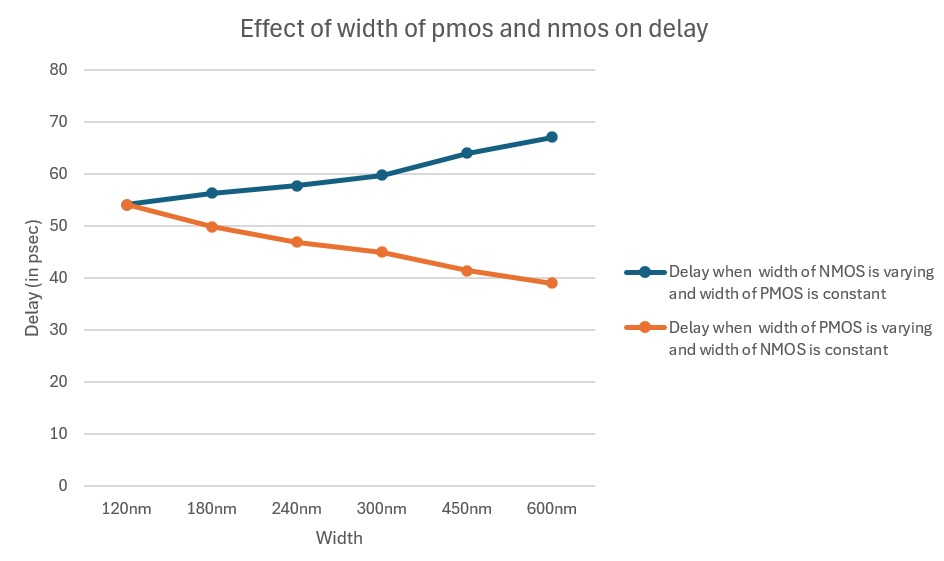 Effect of width of pmos and nmos on delay
80
70
60
50
40
30
20
10
0
Delay (in psec)
120nm 180nm 240nm 300nm 450nm 600nm
Width
Delay when width of NMOS is varying
and width of PMOS is constant
Delay when width of PMOS is varying
and width of NMOS is constant